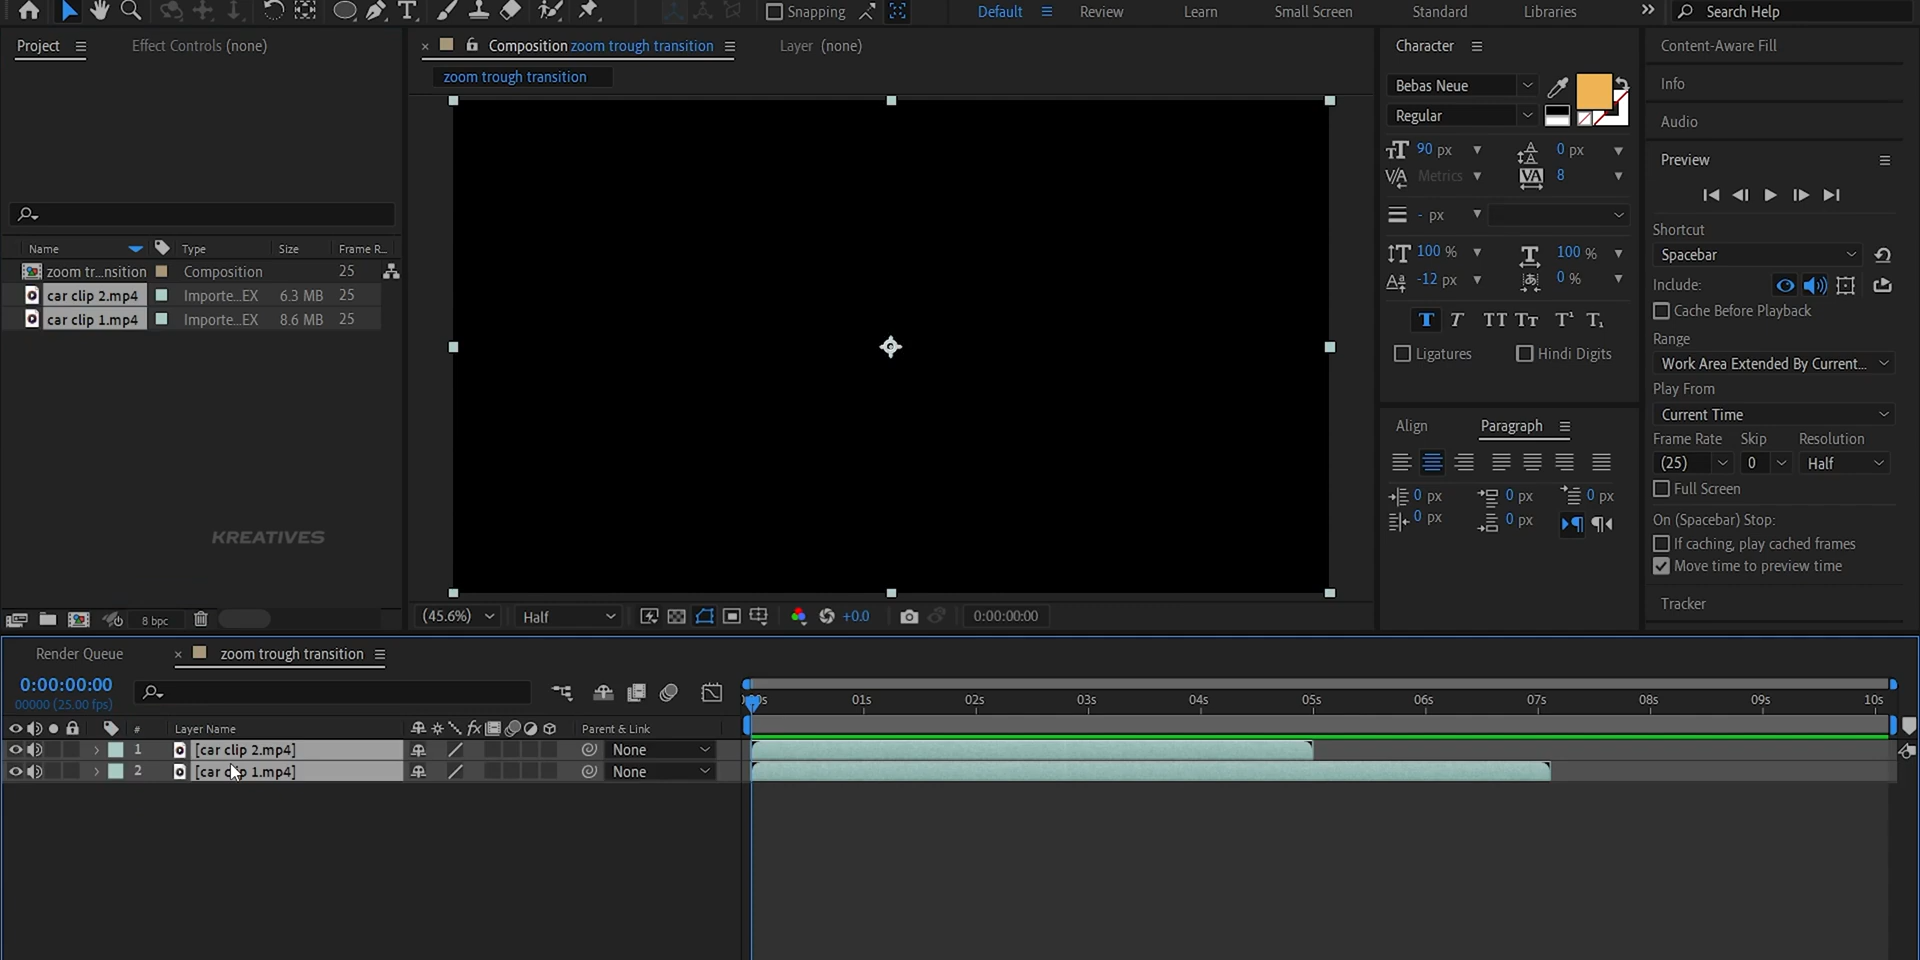 Snapping
Default
Review
Learn
Small Screen
Standard
Libraries
Search Help
Project
Effect Controls (none)
Composition zoom trough transition
Layer (none)
zoom trough transition
Name
Type
Size
Frame R...
zoom tr...nsition
Composition
25
car clip 2.mp4
Importe...EX
6.3 MB
25
car clip 1.mp4
Importe...EX
8.6 MB
25
KREATIVES
8 bpc
(45.6%)
Half
+0.0
0:00:00:00
Character
Bebas Neue
Regular
90 px
0 px
Metrics
8
- px
100 %
100 %
-12 px
0 %
Ligatures
Hindi Digits
Align
Paragraph
0 px
0 px
0 px
0 px
0 px
Content-Aware Fill
Info
Audio
Preview
Shortcut
Spacebar
Include:
Cache Before Playback
Range
Work Area Extended By Current...
Play From
Current Time
Frame Rate
Skip
Resolution
(25)
0
Half
Full Screen
On (Spacebar) Stop:
If caching, play cached frames
Move time to preview time
Tracker
Render Queue
zoom trough transition
0:00:00:00
00000 (25.00 fps)
01s
02s
03s
04s
05s
06s
07s
08s
09s
10s
#
Layer Name
Parent & Link
1
[car clip 2.mp4]
None
2
[car clip 1.mp4]
None